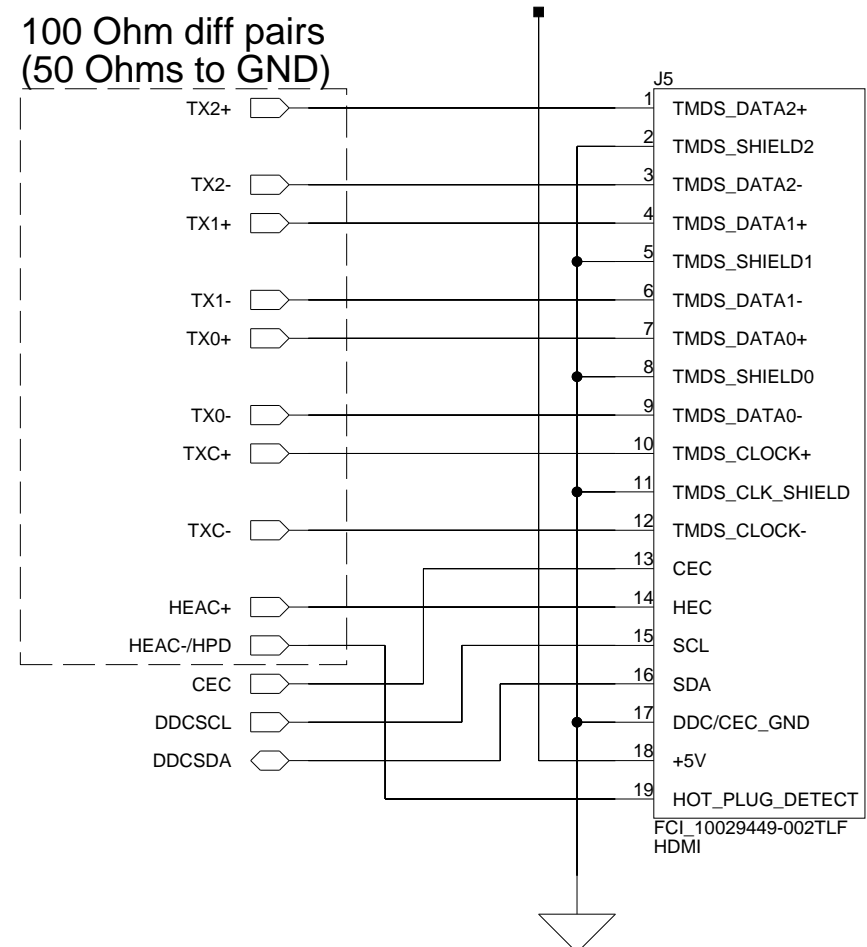 100 Ohm diff pairs
(50 Ohms to GND)
J5
TX2+ 1 TMDS_DATA2+
2 TMDS_SHIELD2
TX2- 3 TMDS_DATA2-
TX1+ 4 TMDS_DATA1+
5 TMDS_SHIELD1
TX1- 6 TMDS_DATA1-
TX0+ 7 TMDS_DATA0+
8 TMDS_SHIELD0
TX0- 9 TMDS_DATA0-
TXC+ 10 TMDS_CLOCK+
11 TMDS_CLK_SHIELD
TXC- 12 TMDS_CLOCK-
13 CEC
HEAC+ 14 HEC
HEAC-/HPD 15 SCL
CEC 16 SDA
DDCSCL 17 DDC/CEC_GND
DDCSDA 18 +5V
19 HOT_PLUG_DETECT
FCI_10029449-002TLF
HDMI